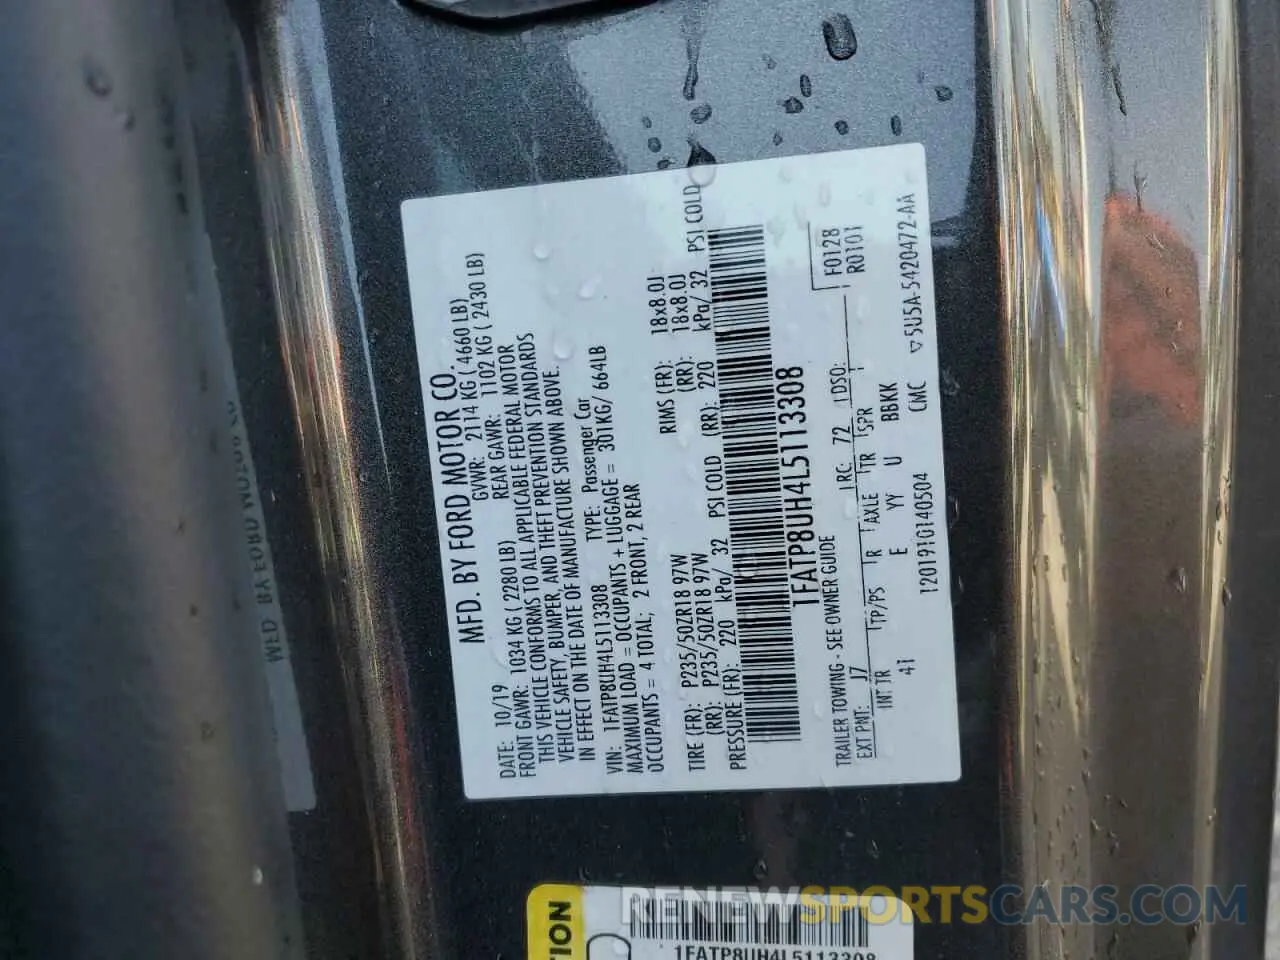 MFD. BY FORD MOTOR CO.
DATE: 10/19 GVWR: 2114 KG ( 4660 LB)
FRONT GAWR: 1034 KG ( 2280 LB) REAR GAWR: 1102 KG ( 2430 LB)
THIS VEHICLE CONFORMS TO ALL APPLICABLE FEDERAL MOTOR
VEHICLE SAFETY, BUMPER, AND THEFT PREVENTION STANDARDS
IN EFFECT ON THE DATE OF MANUFACTURE SHOWN ABOVE.
VIN: 1FATP8UH4L5113308 TYPE: Passenger Car
MAXIMUM LOAD = OCCUPANTS + LUGGAGE = 301KG/ 664LB
OCCUPANTS = 4 TOTAL; 2 FRONT, 2 REAR
TIRE (FR): P235/50ZR18 97W RIMS (FR): 18x8.0J
(RR): P235/50ZR18 97W (RR): 18x8.0J
PRESSURE (FR): 220 kPa/ 32 PSI COLD (RR): 220 kPa/ 32 PSI COLD
1FATP8UH4L5113308
TRAILER TOWING - SEE OWNER GUIDE F0128
R0101
EXT PNT: J7 RC: 72 DSO:
INT TR TP/PS R AXLE TR SPR
4T E YY U BBKK
1201910140504 CMC ▽5U5A-5420472-AA
TION
1FATP8UH4L5113308
RENEWSPORTSCARS.COM